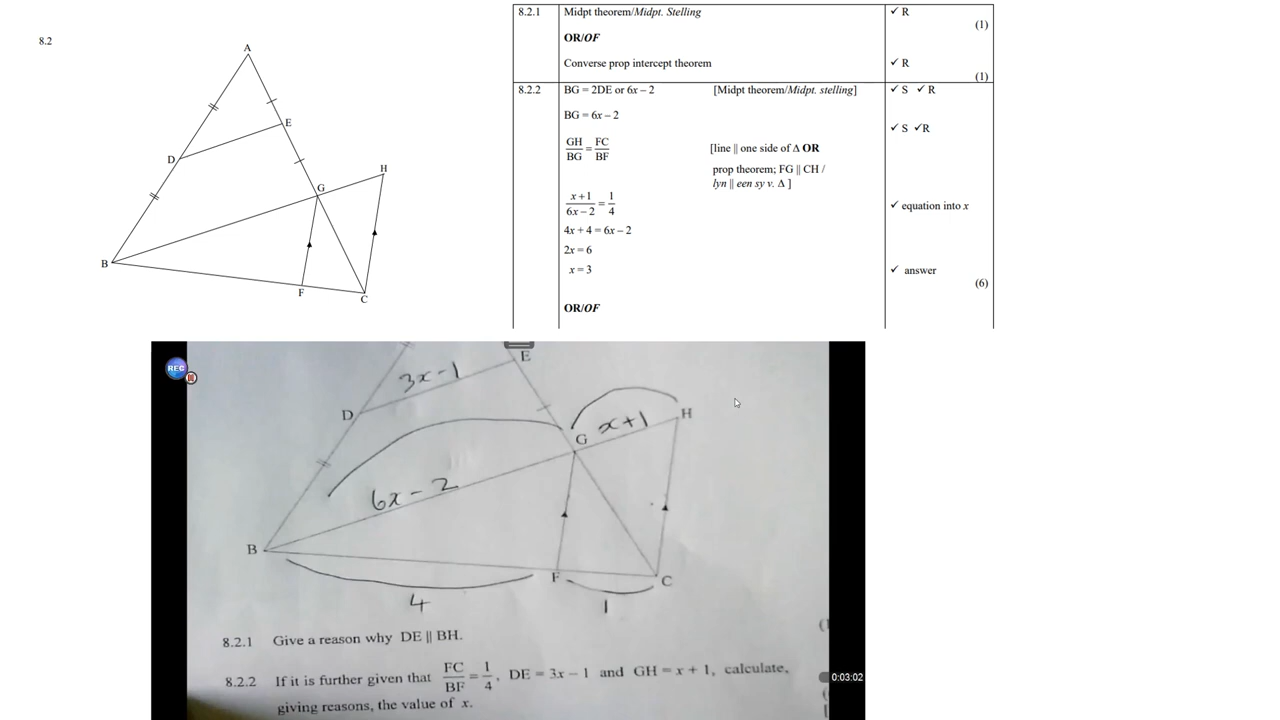 8.2
A
E
D
H
G
B
F
C
8.2.1 Midpt theorem/Midpt. Stelling ✓ R
(1)
OR/OF
Converse prop intercept theorem ✓ R
(1)
8.2.2 BG = 2DE or 6x – 2 [Midpt theorem/Midpt. stelling] ✓ S ✓ R
BG = 6x – 2
✓ S ✓R
GH/BG = FC/BF [line || one side of Δ OR
prop theorem; FG || CH /
lyn || een sy v. Δ ]
x+1/6x – 2 = 1/4 ✓ equation into x
4x + 4 = 6x – 2
2x = 6
x = 3 ✓ answer
(6)
OR/OF
REC
E
3x-1
D
H
x+1
G
6x-2
B
F
C
4
1
8.2.1 Give a reason why DE || BH.
8.2.2 If it is further given that FC/BF = 1/4, DE = 3x – 1 and GH = x + 1, calculate,
giving reasons, the value of x.
0:03:02